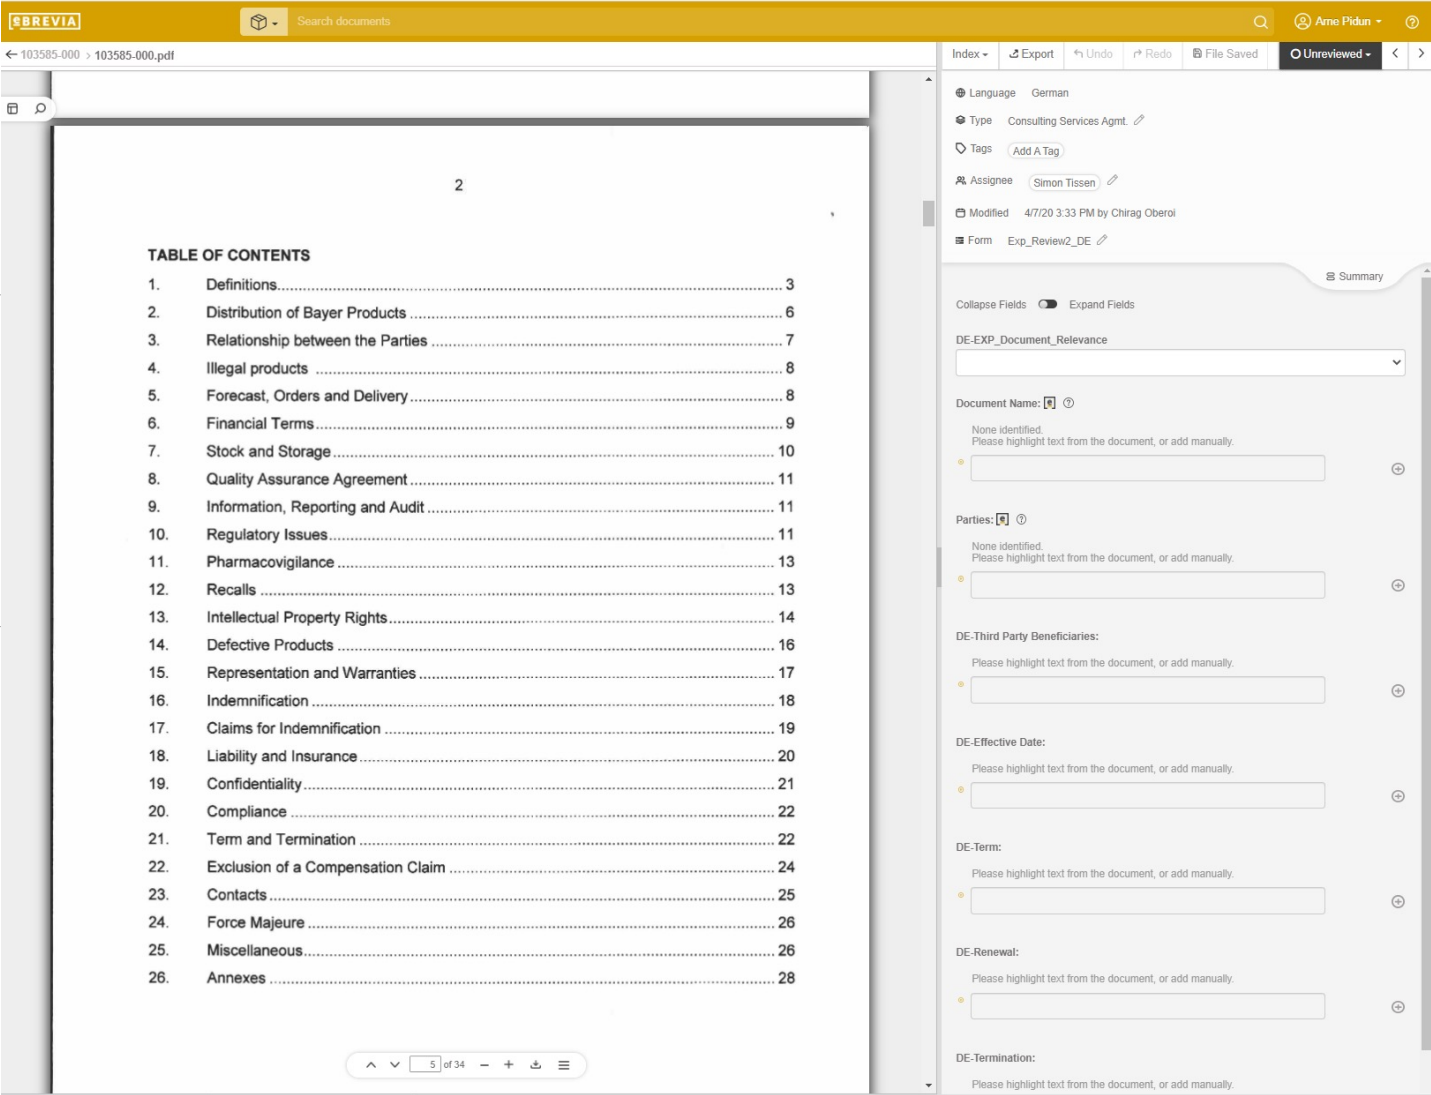 eBREVIA
Search documents
Arne Pidun
103585-000 > 103585-000.pdf
Index
Export
Undo
Redo
File Saved
Unreviewed
2
TABLE OF CONTENTS
1. Definitions 3
2. Distribution of Bayer Products 6
3. Relationship between the Parties 7
4. Illegal products 8
5. Forecast, Orders and Delivery 8
6. Financial Terms 9
7. Stock and Storage 10
8. Quality Assurance Agreement 11
9. Information, Reporting and Audit 11
10. Regulatory Issues 11
11. Pharmacovigilance 13
12. Recalls 13
13. Intellectual Property Rights 14
14. Defective Products 16
15. Representation and Warranties 17
16. Indemnification 18
17. Claims for Indemnification 19
18. Liability and Insurance 20
19. Confidentiality 21
20. Compliance 22
21. Term and Termination 22
22. Exclusion of a Compensation Claim 24
23. Contacts 25
24. Force Majeure 26
25. Miscellaneous 26
26. Annexes 28
5 of 34
Language German
Type Consulting Services Agmt.
Tags Add A Tag
Assignee Simon Tissen
Modified 4/7/20 3:33 PM by Chirag Oberoi
Form Exp_Review2_DE
Summary
Collapse Fields Expand Fields
DE-EXP_Document_Relevance
Document Name:
None identified.
Please highlight text from the document, or add manually.
Parties:
None identified.
Please highlight text from the document, or add manually.
DE-Third Party Beneficiaries:
Please highlight text from the document, or add manually.
DE-Effective Date:
Please highlight text from the document, or add manually.
DE-Term:
Please highlight text from the document, or add manually.
DE-Renewal:
Please highlight text from the document, or add manually.
DE-Termination:
Please highlight text from the document, or add manually.